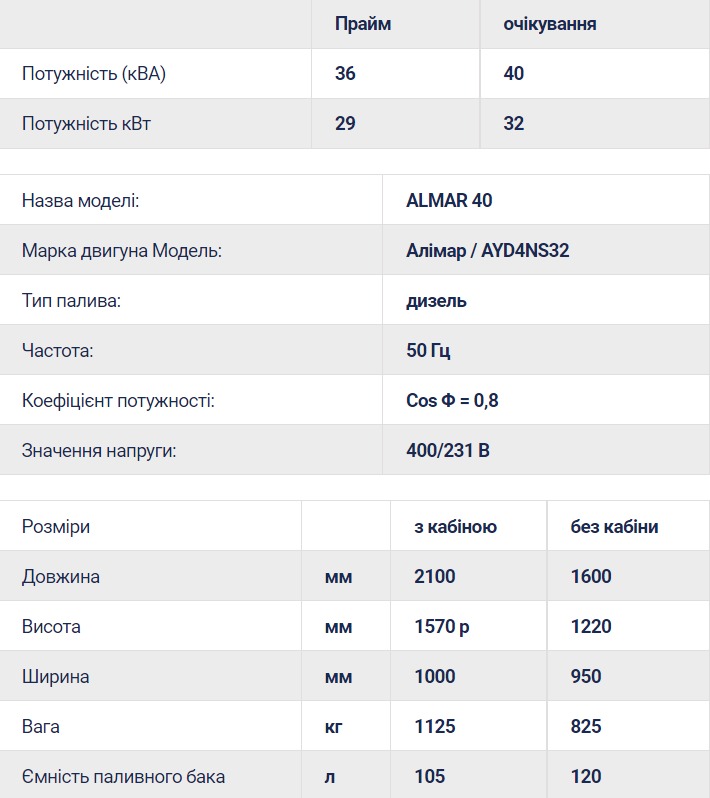 Прайм очікування
Потужність (кВА) 36 40
Потужність кВт 29 32
Назва моделі: ALMAR 40
Марка двигуна Модель: Алімар / AYD4NS32
Тип палива: дизель
Частота: 50 Гц
Коефіцієнт потужності: Cos Ф = 0,8
Значення напруги: 400/231 В
Розміри з кабіною без кабіни
Довжина мм 2100 1600
Висота мм 1570 р 1220
Ширина мм 1000 950
Вага кг 1125 825
Ємність паливного бака л 105 120